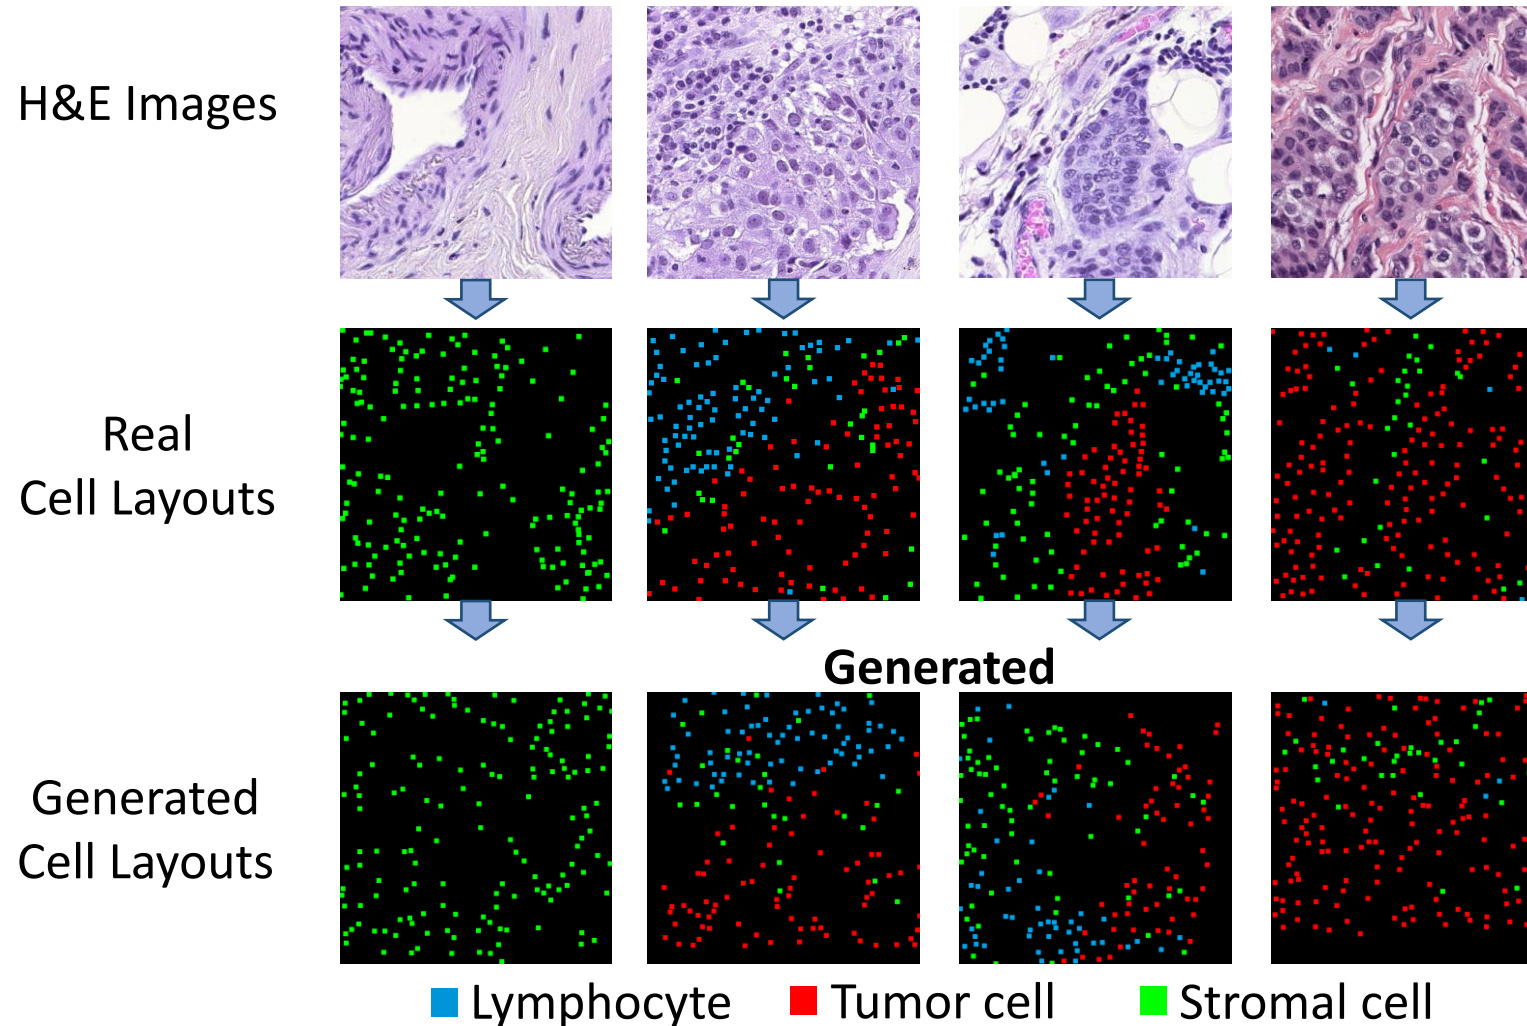 H&E Images
Real
Cell Layouts
Generated
Generated
Cell Layouts
Lymphocyte Tumor cell Stromal cell